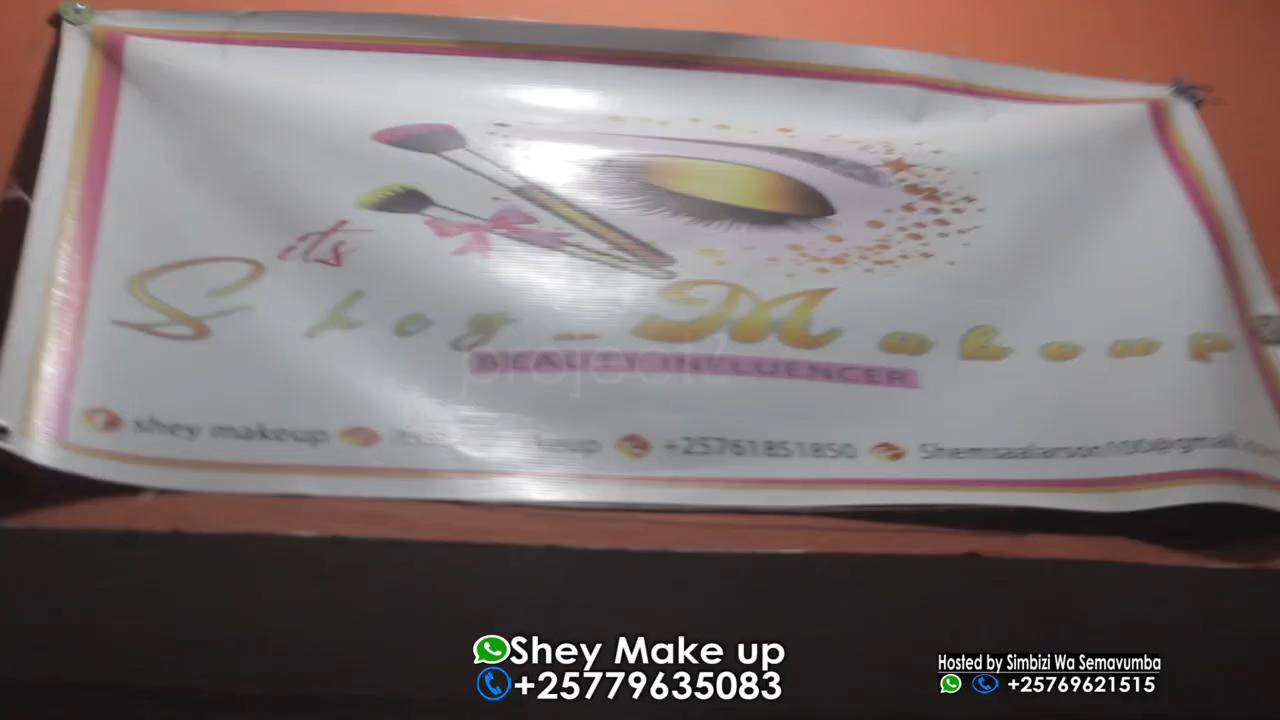 its
Shey - Makeup
BEAUTY INFLUENCER
shey makeup +25761851850
Shey Make up
+25779635083
Hosted by Simbizi Wa Semavumba
+25769621515